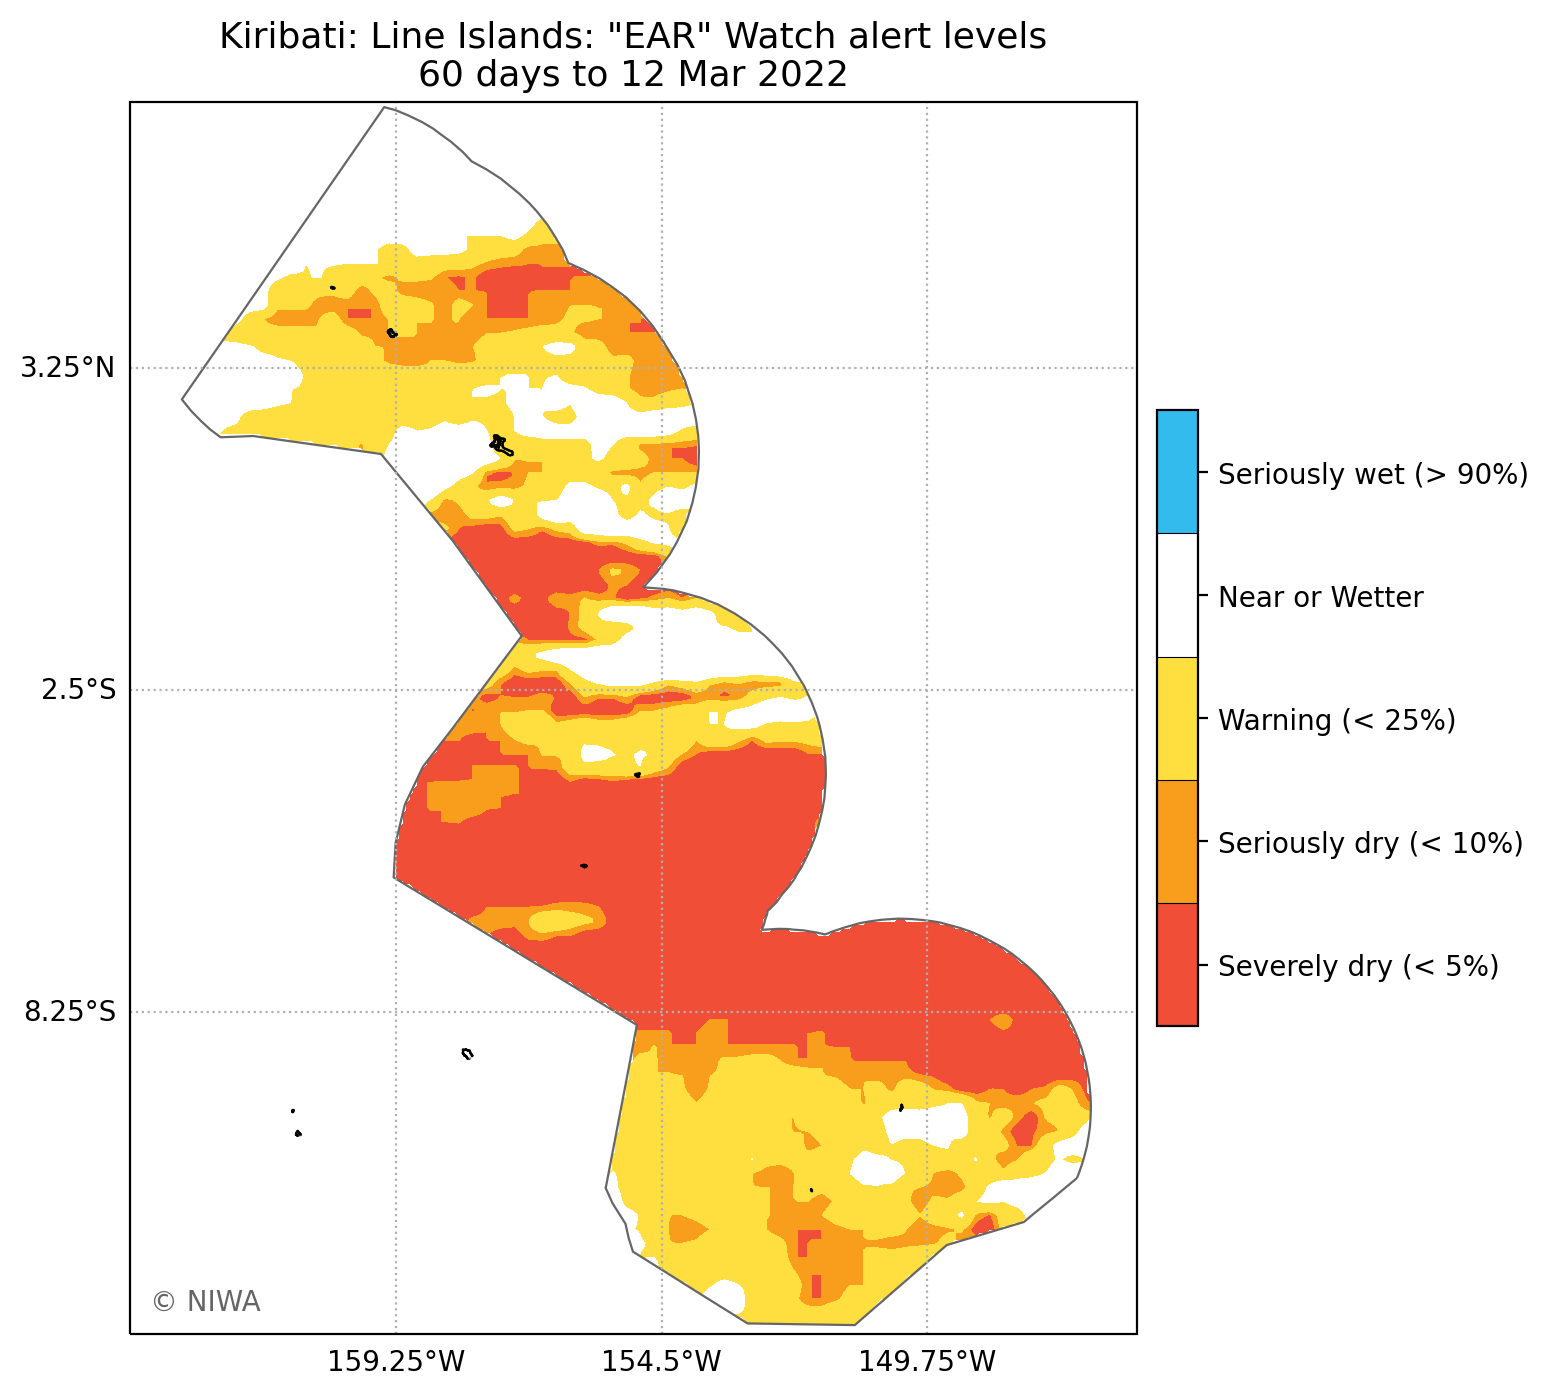 Kiribati: Line Islands: "EAR" Watch alert levels
60 days to 12 Mar 2022
3.25°N
2.5°S
8.25°S
159.25°W
154.5°W
149.75°W
© NIWA
Seriously wet (> 90%)
Near or Wetter
Warning (< 25%)
Seriously dry (< 10%)
Severely dry (< 5%)